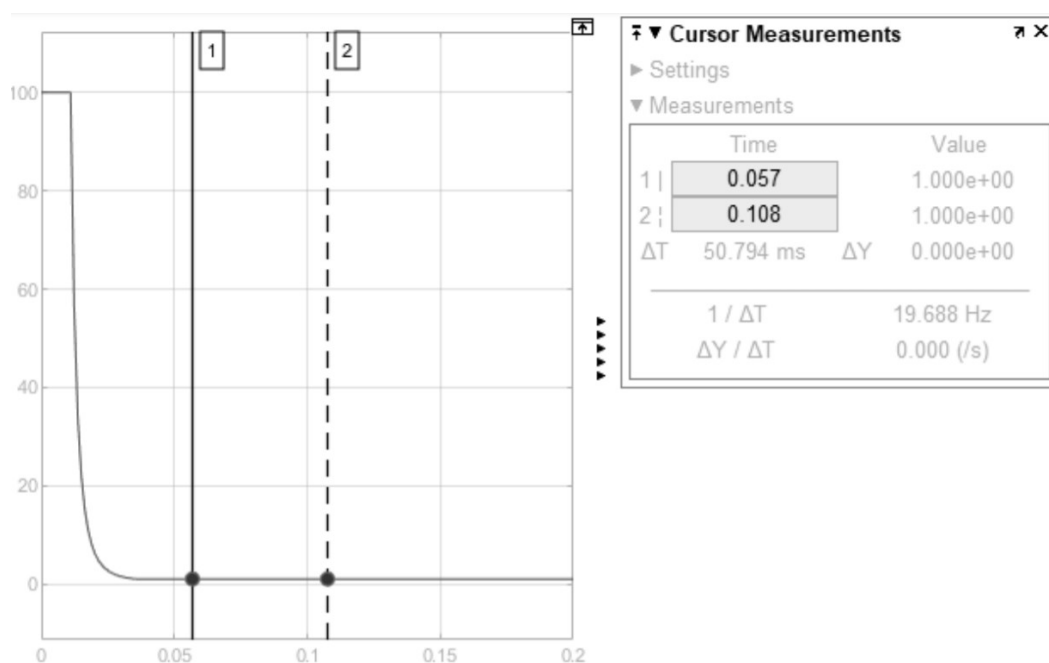 1
2
100
80
60
40
20
0
0
0.05
0.1
0.15
0.2
Cursor Measurements
Settings
Measurements
Time Value
1 | 0.057 1.000e+00
2 ¦ 0.108 1.000e+00
ΔT 50.794 ms ΔY 0.000e+00
1 / ΔT 19.688 Hz
ΔY / ΔT 0.000 (/s)